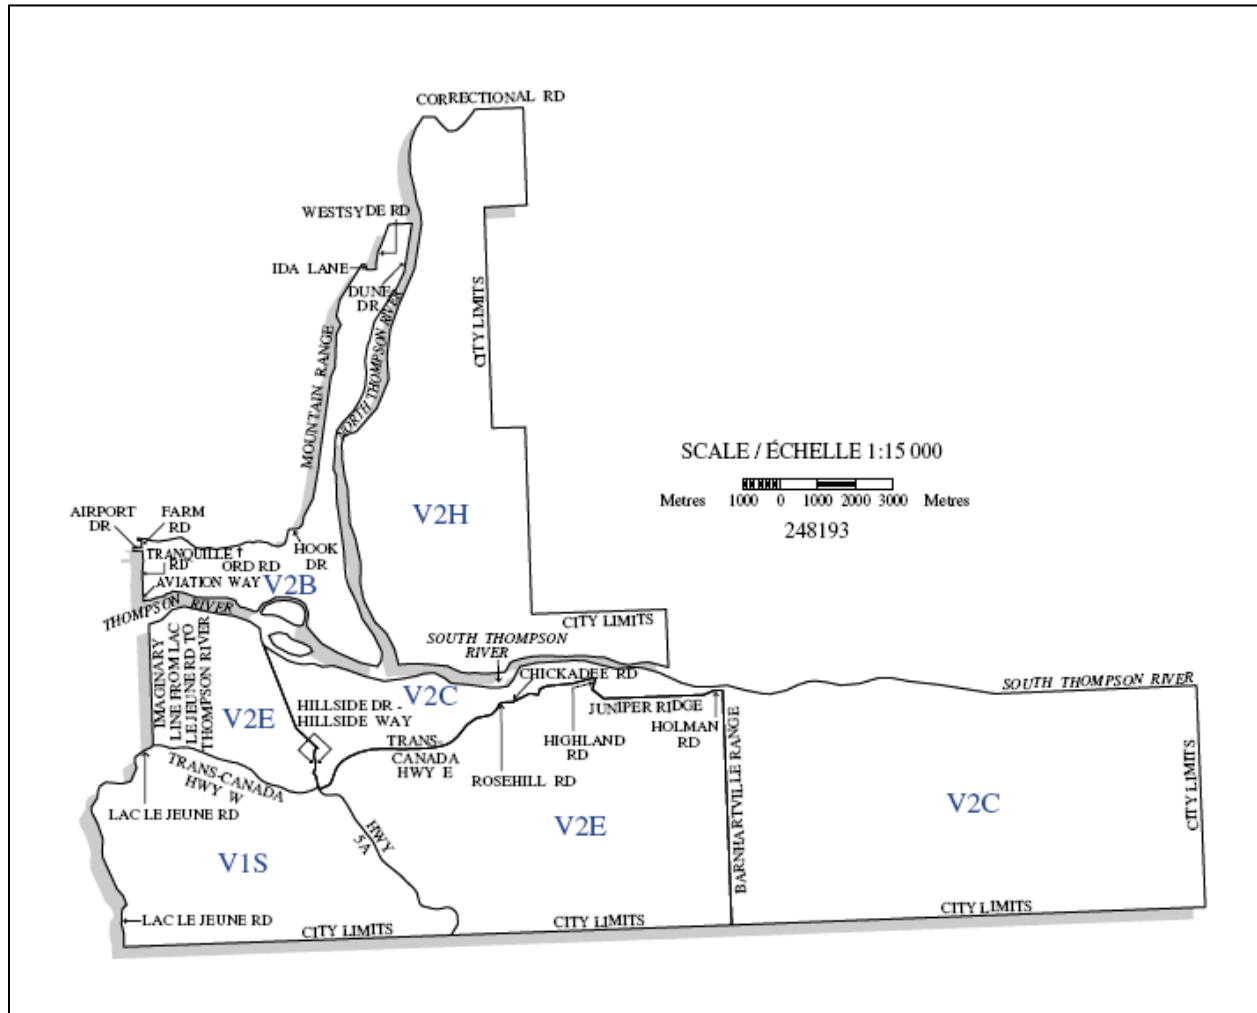 CORRECTIONAL RD
WESTSYDE RD
IDA LANE
DUNE
DR
NORTH THOMPSON RIVER
MOUNTAIN RANGE
CITY LIMITS
SCALE / ÉCHELLE 1:15 000
Metres 1000 0 1000 2000 3000 Metres
248193
V2H
AIRPORT
DR
FARM
RD
TRANQUILLE
RD
ORD RD
HOOK
DR
AVIATION WAY
V2B
THOMPSON RIVER
CITY LIMITS
SOUTH THOMPSON
RIVER
IMAGINARY
LINE FROM LAC
LE JEUNE RD TO
THOMPSON RIVER
CHICKADEE RD
SOUTH THOMPSON RIVER
V2C
V2E
HILLSIDE DR -
HILLSIDE WAY
JUNIPER RIDGE
HOLMAN
RD
HIGHLAND
RD
TRANS-
CANADA
HWY E
ROSEHILL RD
TRANS-CANADA
HWY W
LAC LE JEUNE RD
HWY
5A
V2E
V2C
BARNHARTVILLE RANGE
CITY LIMITS
V1S
LAC LE JEUNE RD
CITY LIMITS
CITY LIMITS
CITY LIMITS